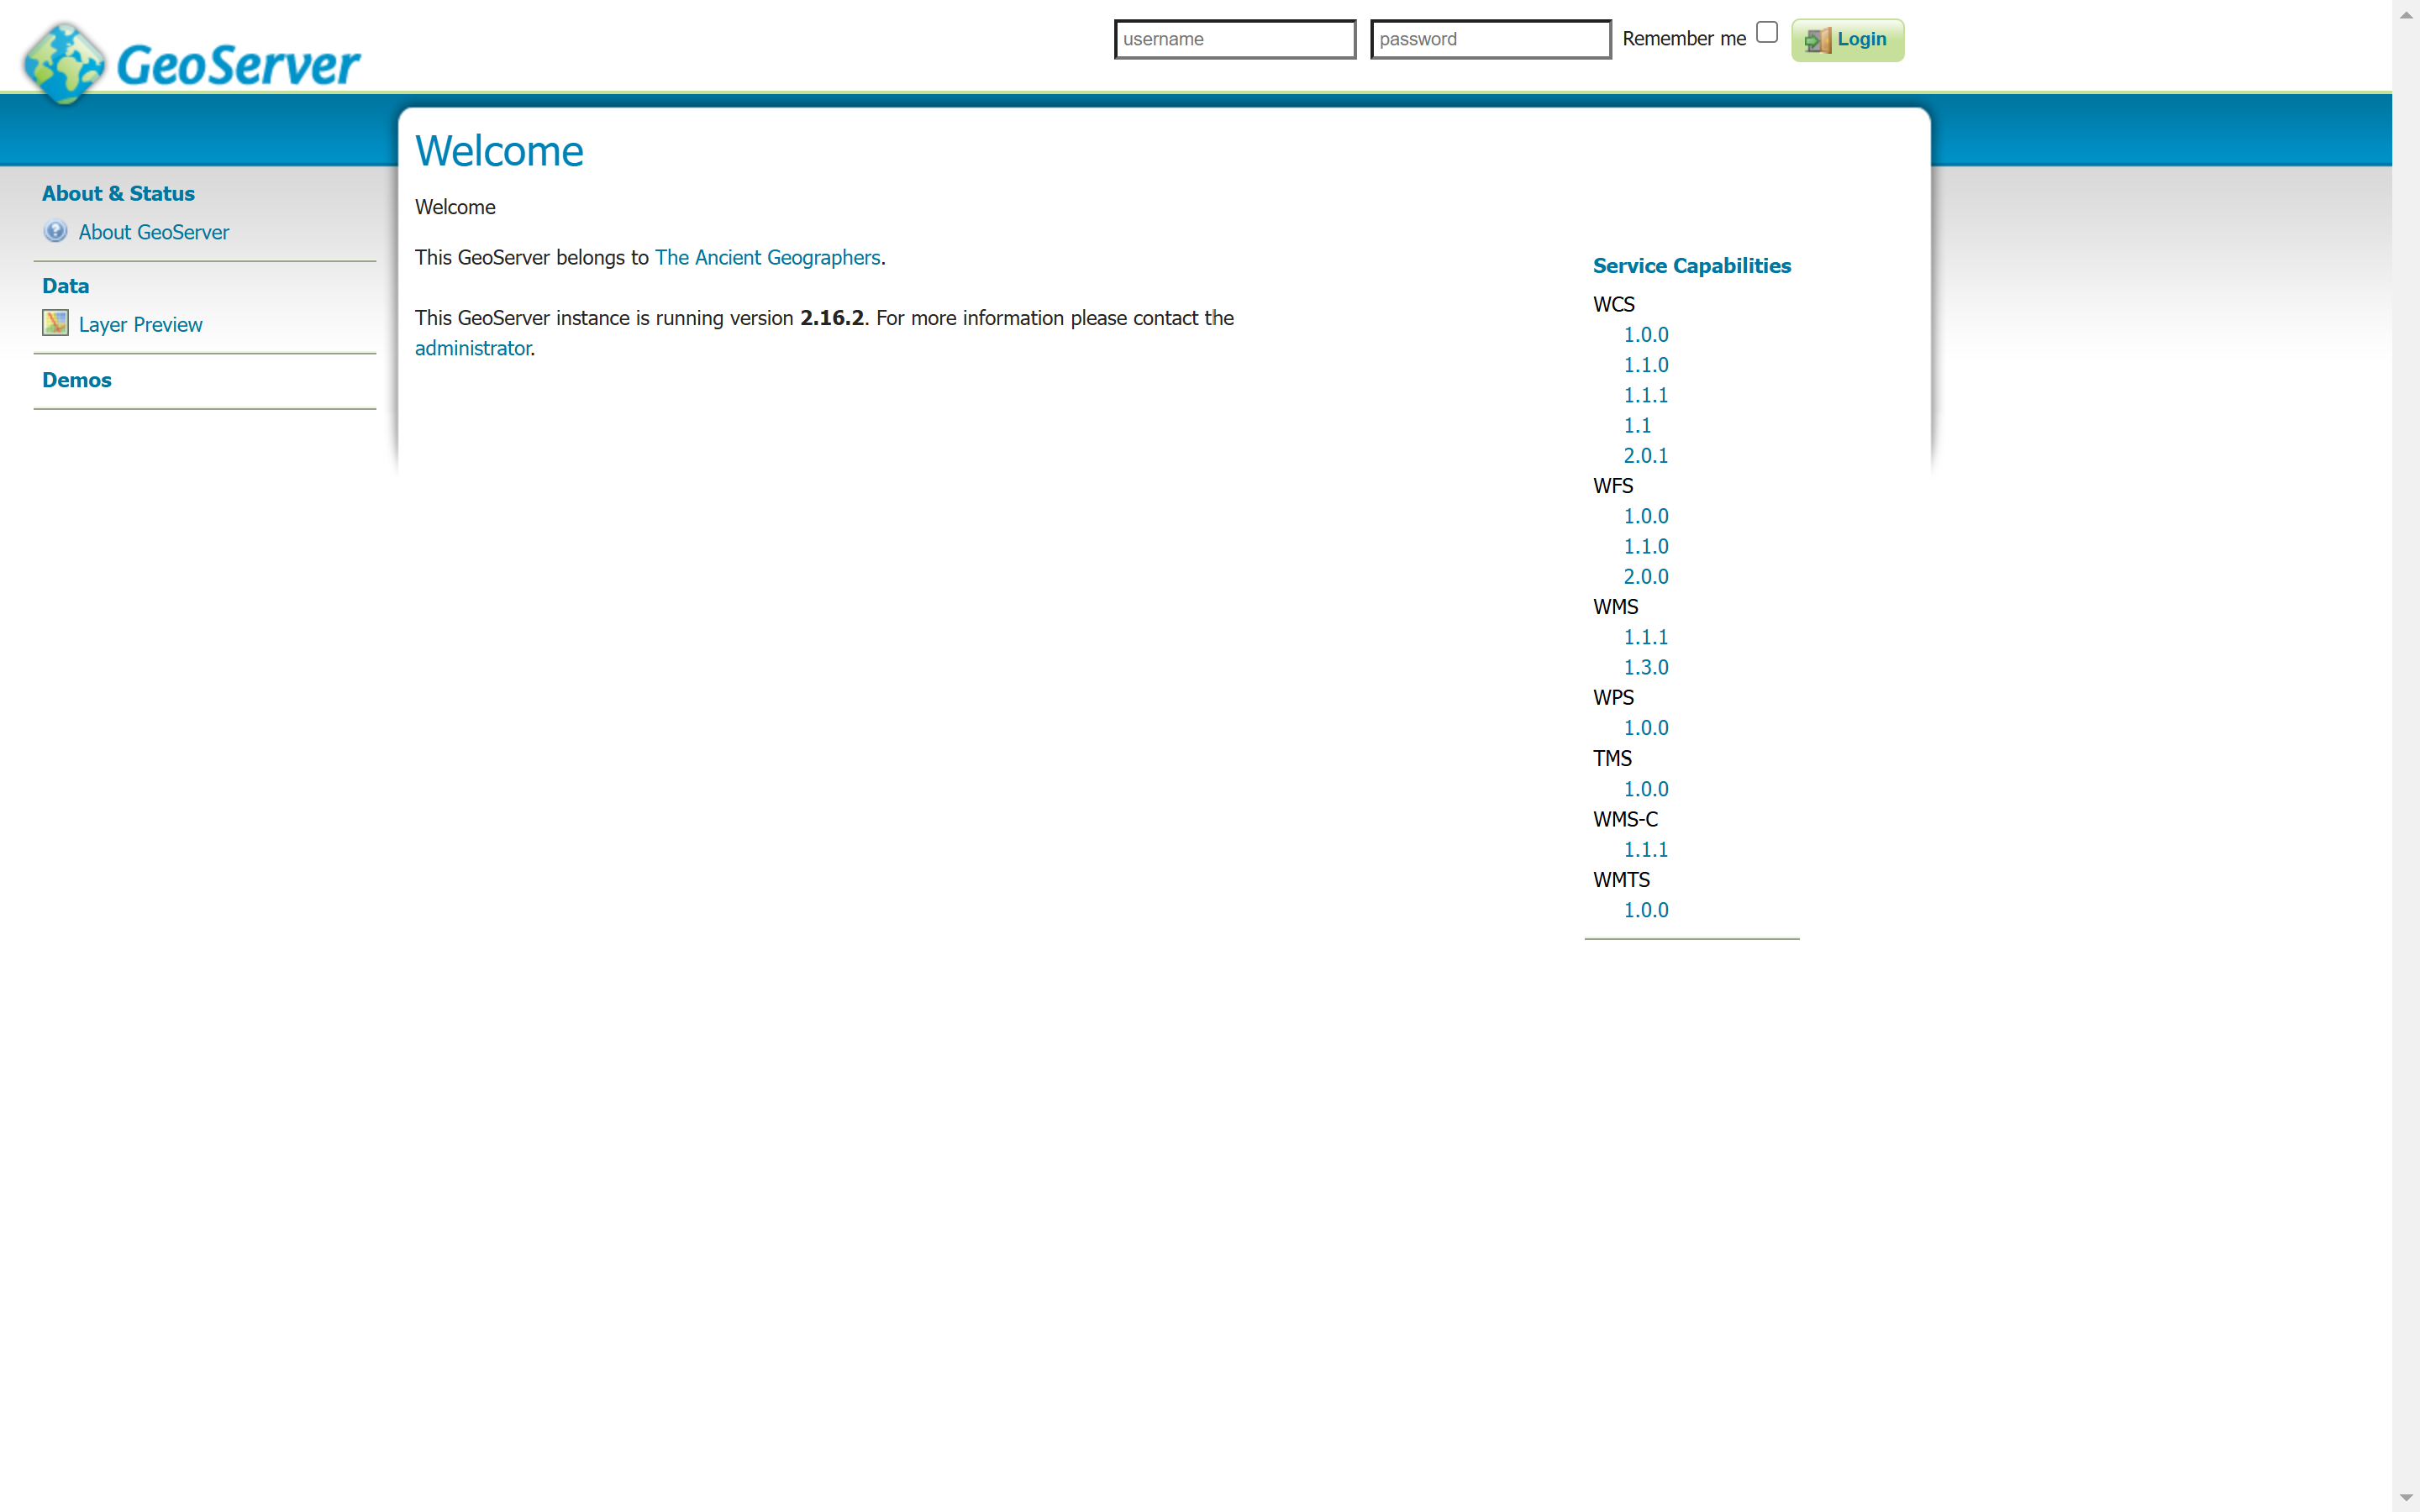 GeoServer
username
password
Remember me
Login
Welcome
Welcome
This GeoServer belongs to The Ancient Geographers.
This GeoServer instance is running version 2.16.2. For more information please contact the
administrator.
About & Status
About GeoServer
Data
Layer Preview
Demos
Service Capabilities
WCS
1.0.0
1.1.0
1.1.1
1.1
2.0.1
WFS
1.0.0
1.1.0
2.0.0
WMS
1.1.1
1.3.0
WPS
1.0.0
TMS
1.0.0
WMS-C
1.1.1
WMTS
1.0.0